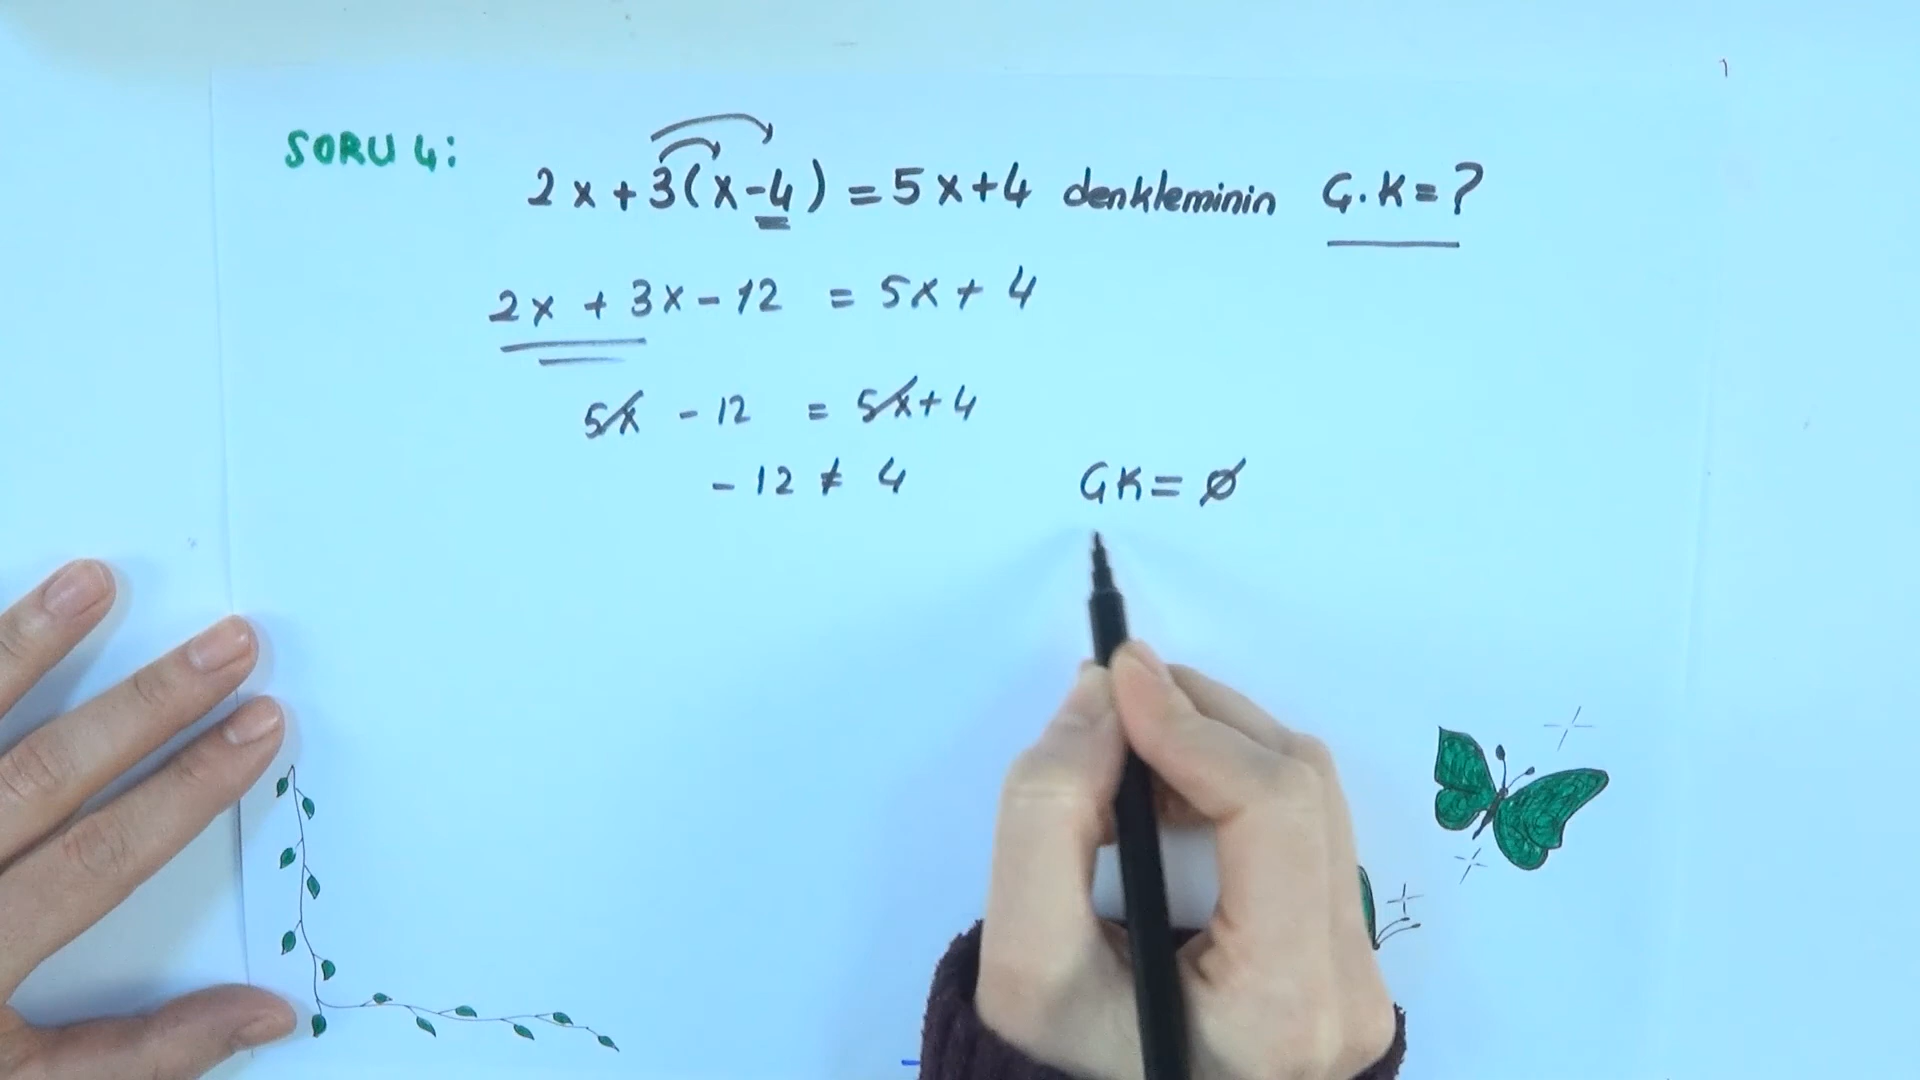 SORU 4:
2x + 3(x-4) = 5x+4 denkleminin Ç.K = ?
2x + 3x - 12 = 5x + 4
5x - 12 = 5x + 4
-12 ≠ 4 ÇK = ∅